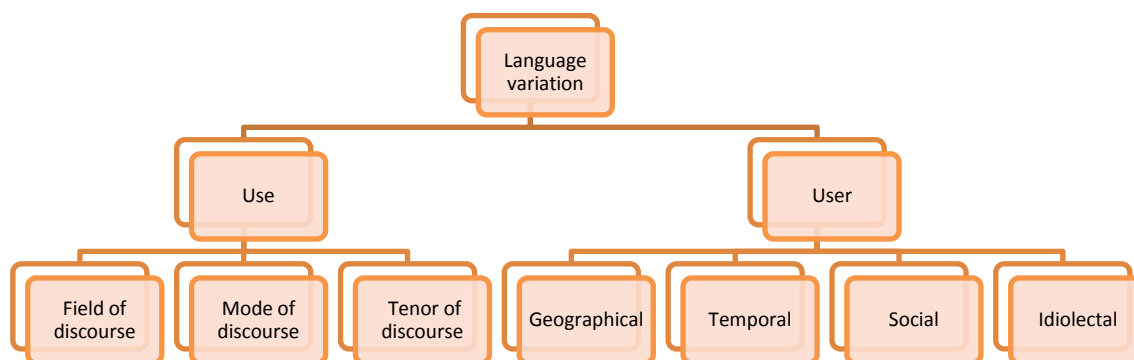 Language
variation
Use
User
Field of
discourse
Mode of
discourse
Tenor of
discourse
Geographical
Temporal
Social
Idiolectal